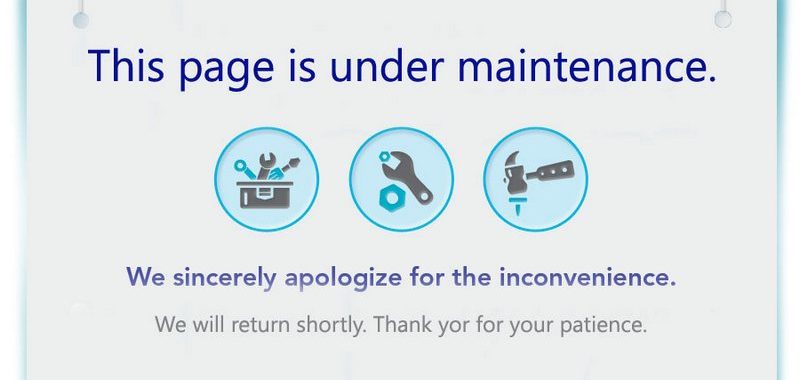 This page is under maintenance.
We sincerely apologize for the inconvenience.
We will return shortly. Thank yor for your patience.